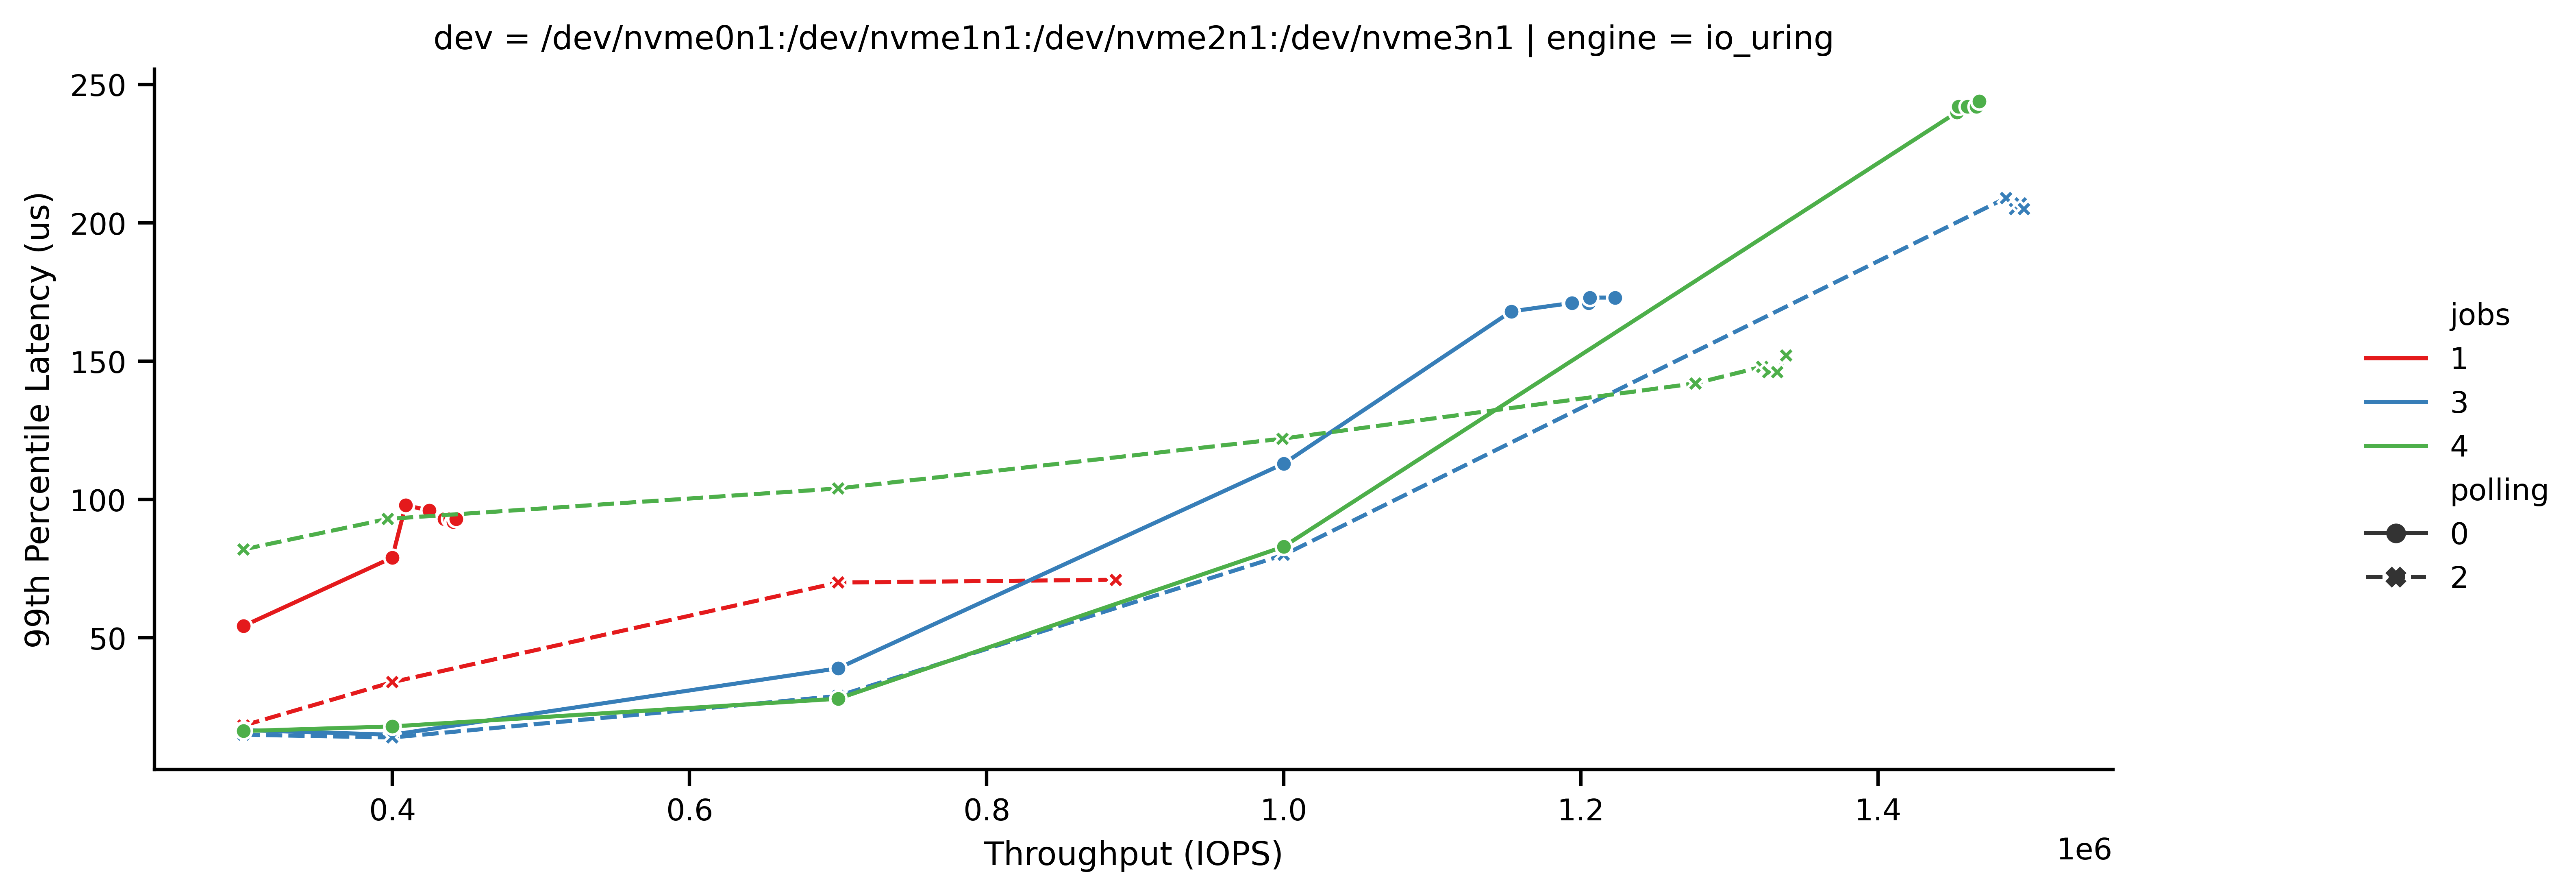 dev = /dev/nvme0n1:/dev/nvme1n1:/dev/nvme2n1:/dev/nvme3n1 | engine = io_uring
250
200
150
100
50
99th Percentile Latency (us)
0.4 0.6 0.8 1.0 1.2 1.4
1e6
Throughput (IOPS)
jobs
1
3
4
polling
0
2